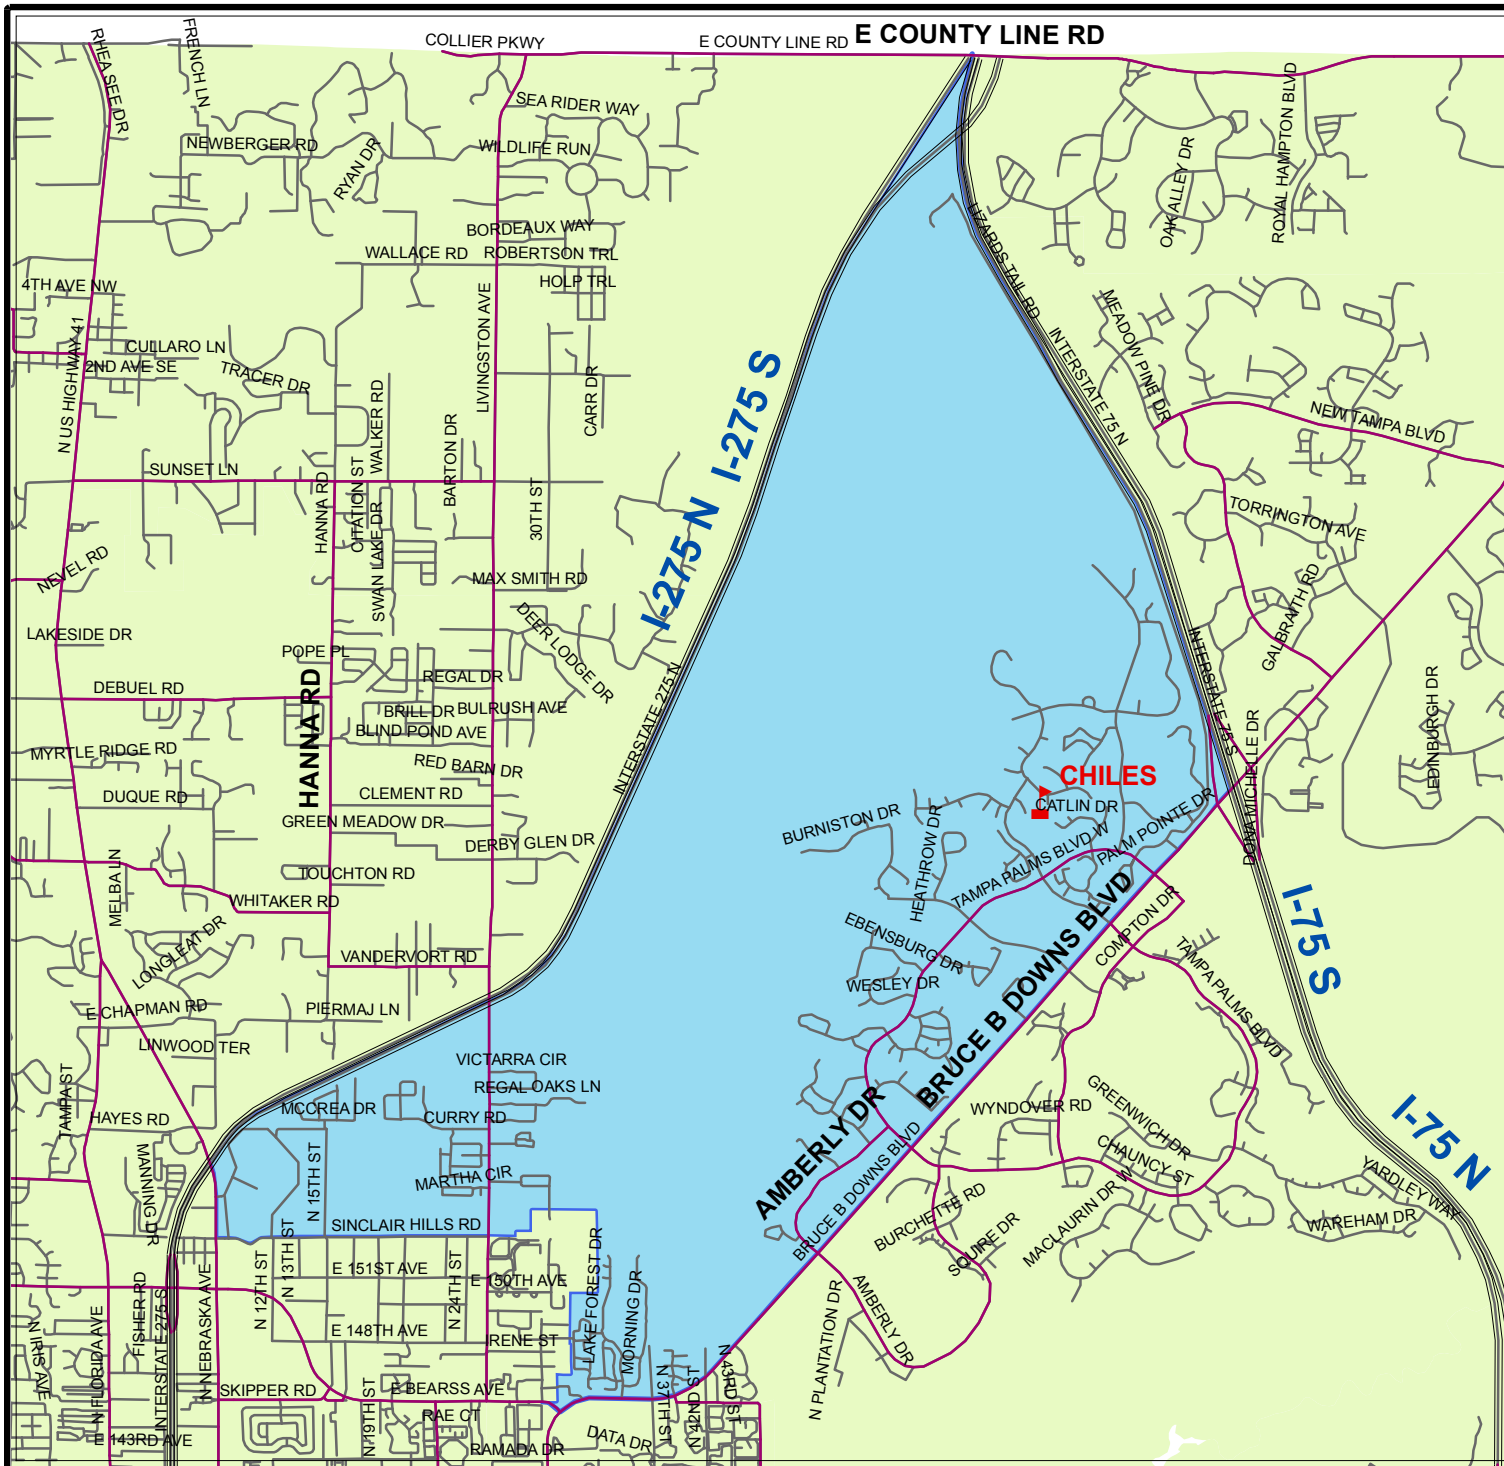 E COUNTY LINE RD
COLLIER PKWY
E COUNTY LINE RD
RHEA SEE DR
FRENCH LN
SEA RIDER WAY
ROYAL HAMPTON BLVD
NEWBERGER RD
RYAN DR
WILDLIFE RUN
OAK ALLEY DR
BORDEAUX WAY
WALLACE RD
ROBERTSON TRL
LIZARDS TAIL RD
4TH AVE NW
HOLP TRL
N US HIGHWAY 41
CULLARO LN
2ND AVE SE
TRACER DR
LIVINGSTON AVE
CARR DR
I-275 S
INTERSTATE 75 N
MEADOW PINE DR
NEW TAMPA BLVD
WALKER RD
BARTON DR
SUNSET LN
HANNA RD
CITATION ST
SWAN LAKE DR
30TH ST
I-275 N
TORRINGTON AVE
NEVEL RD
MAX SMITH RD
GALBRAITH RD
DEER LODGE DR
LAKESIDE DR
POPE PL
INTERSTATE 75 S
REGAL DR
DEBUEL RD
HANNA RD
BRILL DR
BULRUSH AVE
BLIND POND AVE
INTERSTATE 275 N
EDINBURGH DR
DONA MICHELLE DR
MYRTLE RIDGE RD
RED BARN DR
CHILES
DUQUE RD
CLEMENT RD
CATLIN DR
GREEN MEADOW DR
BURNISTON DR
PALM POINTE DR
DERBY GLEN DR
HEATHROW DR
TAMPA PALMS BLVD W
MELBA LN
TOUCHTON RD
WHITAKER RD
BRUCE B DOWNS BLVD
COMPTON DR
I-75 S
LONGLEAT DR
VANDERVORT RD
EBENSBURG DR
WESLEY DR
TAMPA PALMS BLVD
E CHAPMAN RD
PIERMAJ LN
LINWOOD TER
VICTARRA CIR
REGAL OAKS LN
TAMPA ST
HAYES RD
MCCREA DR
CURRY RD
AMBERLY DR
WYNDOVER RD
GREENWICH DR
CHAUNCY ST
I-75 N
MANNING DR
N 15TH ST
MARTHA CIR
BRUCE B DOWNS BLVD
BURCHETTE RD
SQUIRE DR
MACLAURIN DR W
YARDLEY WAY
WAREHAM DR
SINCLAIR HILLS RD
N 12TH ST
N 13TH ST
E 151ST AVE
N 24TH ST
E 150TH AVE
LAKE FOREST DR
MORNING DR
FISHER RD
INTERSTATE 275 S
N NEBRASKA AVE
N IRIS AVE
N FLORIDA AVE
E 148TH AVE
IRENE ST
N PLANTATION DR
AMBERLY DR
SKIPPER RD
N 19TH ST
E BEARSS AVE
N 37TH ST
N 42ND ST
N 43RD ST
RAE CT
E 143RD AVE
RAMADA DR
DATA DR